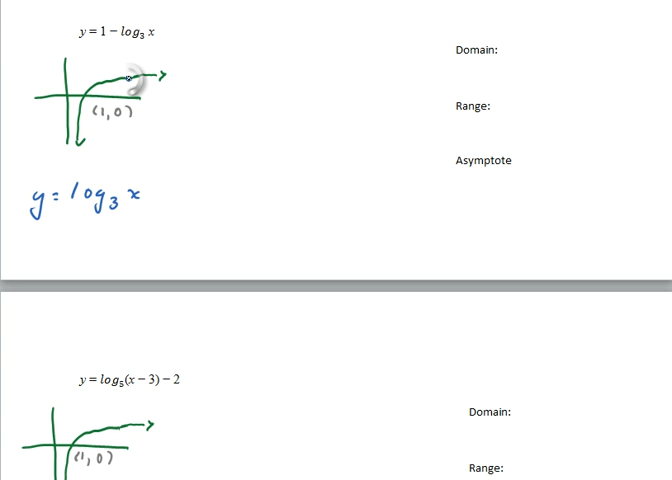 y = 1 − log₃ x
Domain:
(1, 0)
Range:
Asymptote
y = log₃ x
y = log₅(x − 3) − 2
Domain:
(1, 0)
Range: